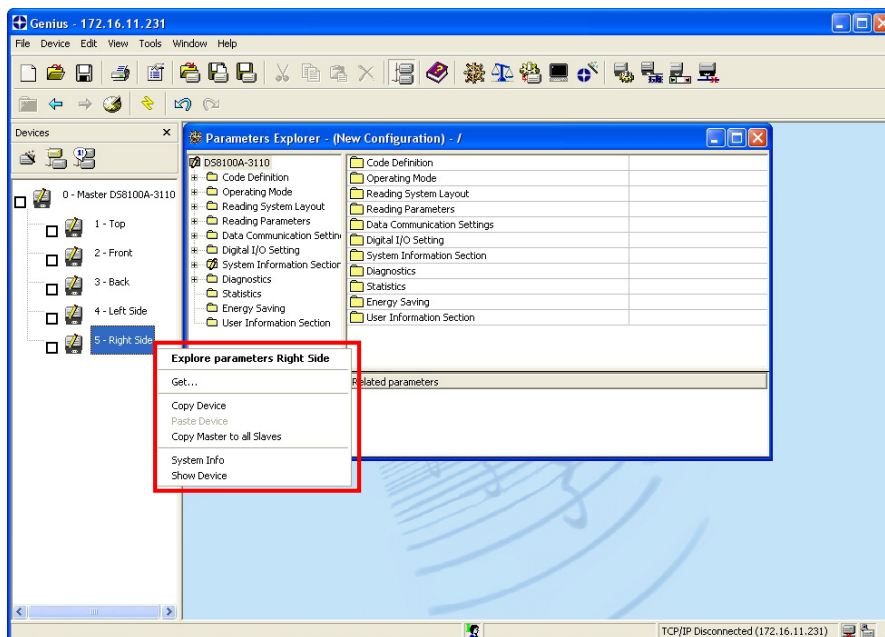 Genius - 172.16.11.231
File Device Edit View Tools Window Help
Devices
0 - Master DS8100A-3110
1 - Top
2 - Front
3 - Back
4 - Left Side
5 - Right Side
Parameters Explorer - (New Configuration) - /
DS8100A-3110
Code Definition
Operating Mode
Reading System Layout
Reading Parameters
Data Communication Settin
Digital I/O Setting
System Information Section
Diagnostics
Statistics
Energy Saving
User Information Section
Code Definition
Operating Mode
Reading System Layout
Reading Parameters
Data Communication Settings
Digital I/O Setting
System Information Section
Diagnostics
Statistics
Energy Saving
User Information Section
Related parameters
Explore parameters Right Side
Get...
Copy Device
Paste Device
Copy Master to all Slaves
System Info
Show Device
TCP/IP Disconnected (172.16.11.231)